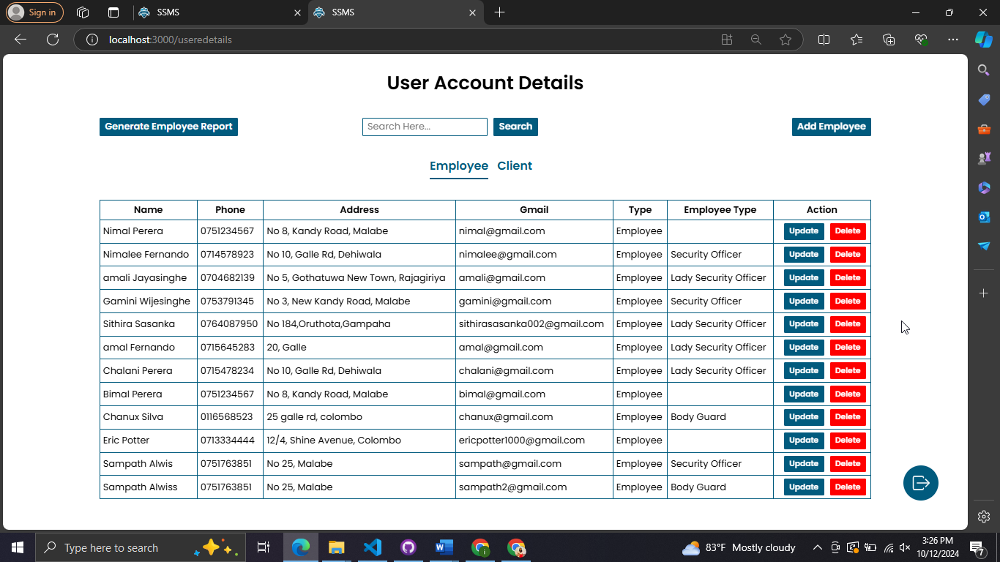 Sign in
SSMS
SSMS
localhost:3000/useredetails
User Account Details
Generate Employee Report
Search Here...
Search
Add Employee
Employee Client
Name Phone Address Gmail Type Employee Type Action
Nimal Perera 0751234567 No 8, Kandy Road, Malabe nimal@gmail.com Employee Update Delete
Nimalee Fernando 0714578923 No 10, Galle Rd, Dehiwala nimalee@gmail.com Employee Security Officer Update Delete
amali Jayasinghe 0704682139 No 5, Gothatuwa New Town, Rajagiriya amali@gmail.com Employee Lady Security Officer Update Delete
Gamini Wijesinghe 0753791345 No 3, New Kandy Road, Malabe gamini@gmail.com Employee Security Officer Update Delete
Sithira Sasanka 0764087950 No 184,Oruthota,Gampaha sithirasasanka002@gmail.com Employee Lady Security Officer Update Delete
amal Fernando 0715645283 20, Galle amal@gmail.com Employee Lady Security Officer Update Delete
Chalani Perera 0715478234 No 10, Galle Rd, Dehiwala chalani@gmail.com Employee Lady Security Officer Update Delete
Bimal Perera 0751234567 No 8, Kandy Road, Malabe bimal@gmail.com Employee Update Delete
Chanux Silva 0116568523 25 galle rd, colombo chanux@gmail.com Employee Body Guard Update Delete
Eric Potter 0713334444 12/4, Shine Avenue, Colombo ericpotter1000@gmail.com Employee Update Delete
Sampath Alwis 0751763851 No 25, Malabe sampath@gmail.com Employee Security Officer Update Delete
Sampath Alwiss 0751763851 No 25, Malabe sampath2@gmail.com Employee Body Guard Update Delete
Type here to search
83°F Mostly cloudy
3:26 PM
10/12/2024
7